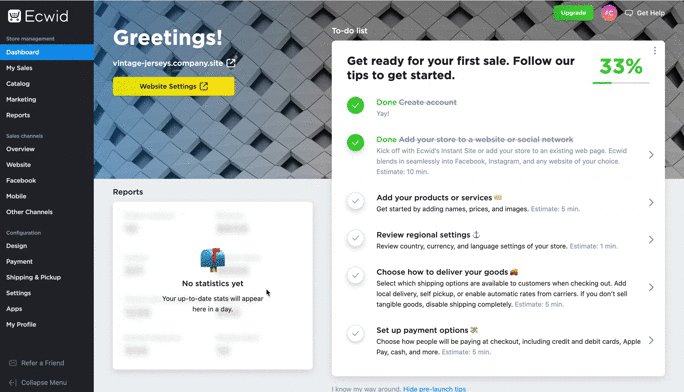 Ecwid
Upgrade
Get Help
Store management
Dashboard
My Sales
Catalog
Marketing
Reports
Sales channels
Overview
Website
Facebook
Mobile
Other Channels
Configuration
Design
Payment
Shipping & Pickup
Settings
Apps
My Profile
Refer a Friend
Collapse Menu
Greetings!
vintage-jerseys.company.site
Website Settings
Reports
No statistics yet
Your up-to-date stats will appear
here in a day.
To-do list
Get ready for your first sale. Follow our
tips to get started.
33%
Done Create account
Yay!
Done Add your store to a website or social network
Kick off with Ecwid's Instant Site or add your store to an existing web page. Ecwid
blends in seamlessly into Facebook, Instagram, and any website of your choice.
Estimate: 10 min.
Add your products or services
Get started by adding names, prices, and images. Estimate: 5 min.
Review regional settings
Review country, currency, and language settings of your store. Estimate: 1 min.
Choose how to deliver your goods
Select which shipping options are available to customers when checking out. Add
local delivery, self pickup, or enable automatic rates from carriers. If you don't sell
tangible goods, disable shipping completely. Estimate: 5 min.
Set up payment options
Choose how people will be paying at checkout, including credit and debit cards, Apple
Pay, cash, and more. Estimate: 5 min.
I know my way around. Hide pre-launch tips